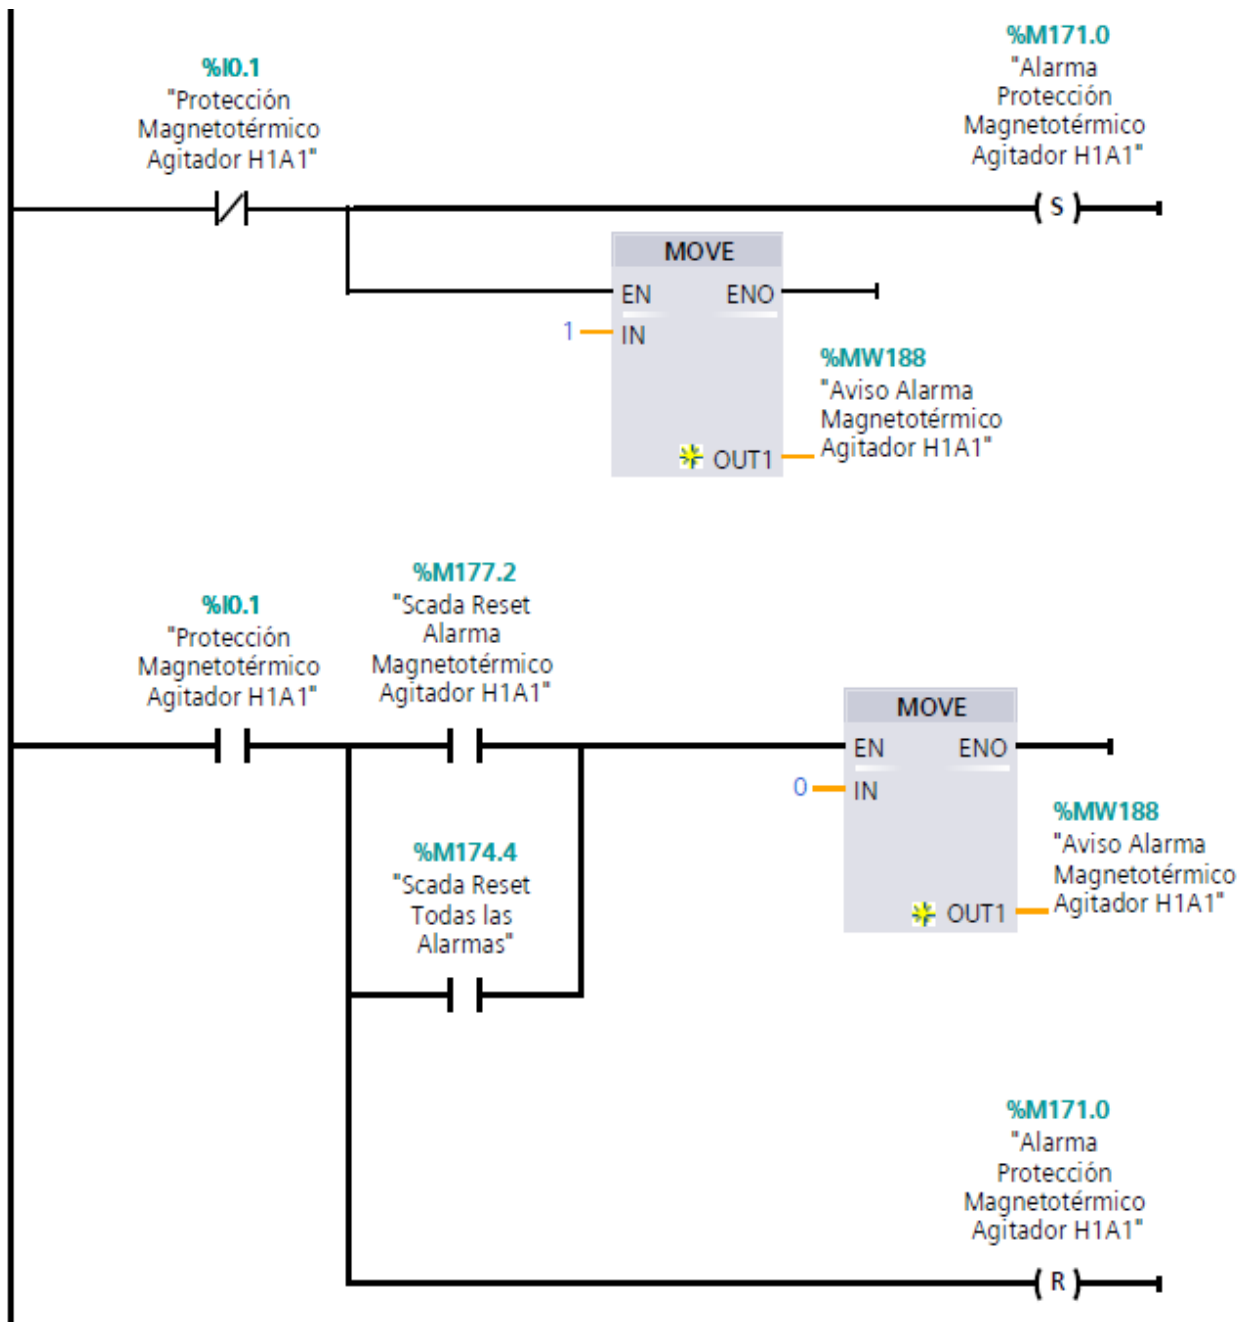 %M171.0
"Alarma
Protección
Magnetotérmico
Agitador H1A1"
%I0.1
"Protección
Magnetotérmico
Agitador H1A1"
( S )
MOVE
EN ENO
1 IN
%MW188
"Aviso Alarma
Magnetotérmico
Agitador H1A1"
OUT1
%M177.2
"Scada Reset
Alarma
Magnetotérmico
Agitador H1A1"
%I0.1
"Protección
Magnetotérmico
Agitador H1A1"
MOVE
EN ENO
0 IN
%MW188
"Aviso Alarma
Magnetotérmico
Agitador H1A1"
OUT1
%M174.4
"Scada Reset
Todas las
Alarmas"
%M171.0
"Alarma
Protección
Magnetotérmico
Agitador H1A1"
( R )